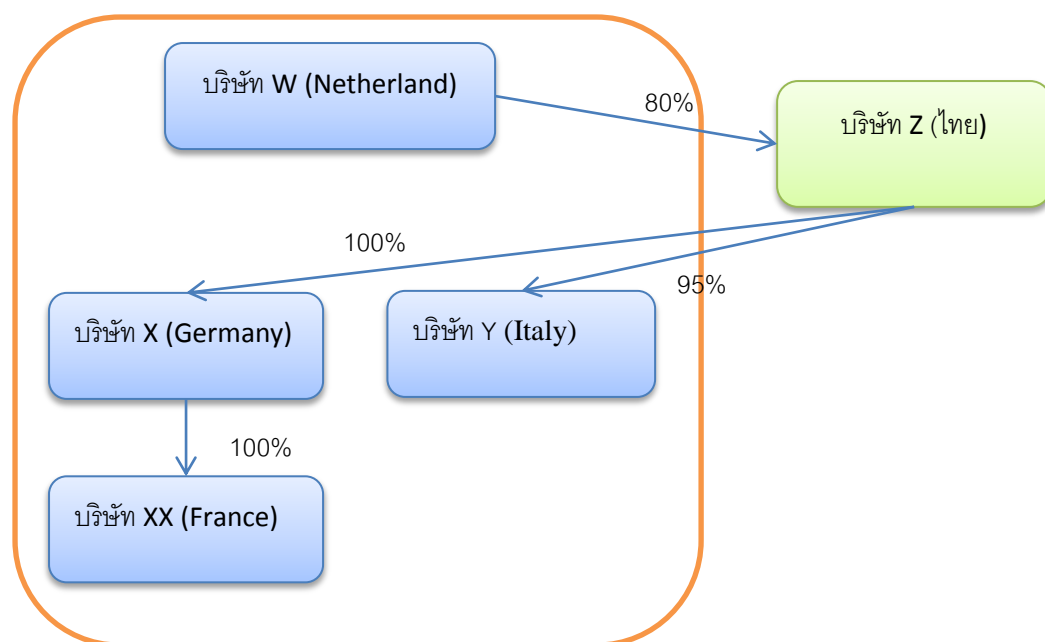 บริษัท W (Netherland)
80%
บริษัท Z (ไทย)
100%
95%
บริษัท X (Germany)
บริษัท Y (Italy)
100%
บริษัท XX (France)